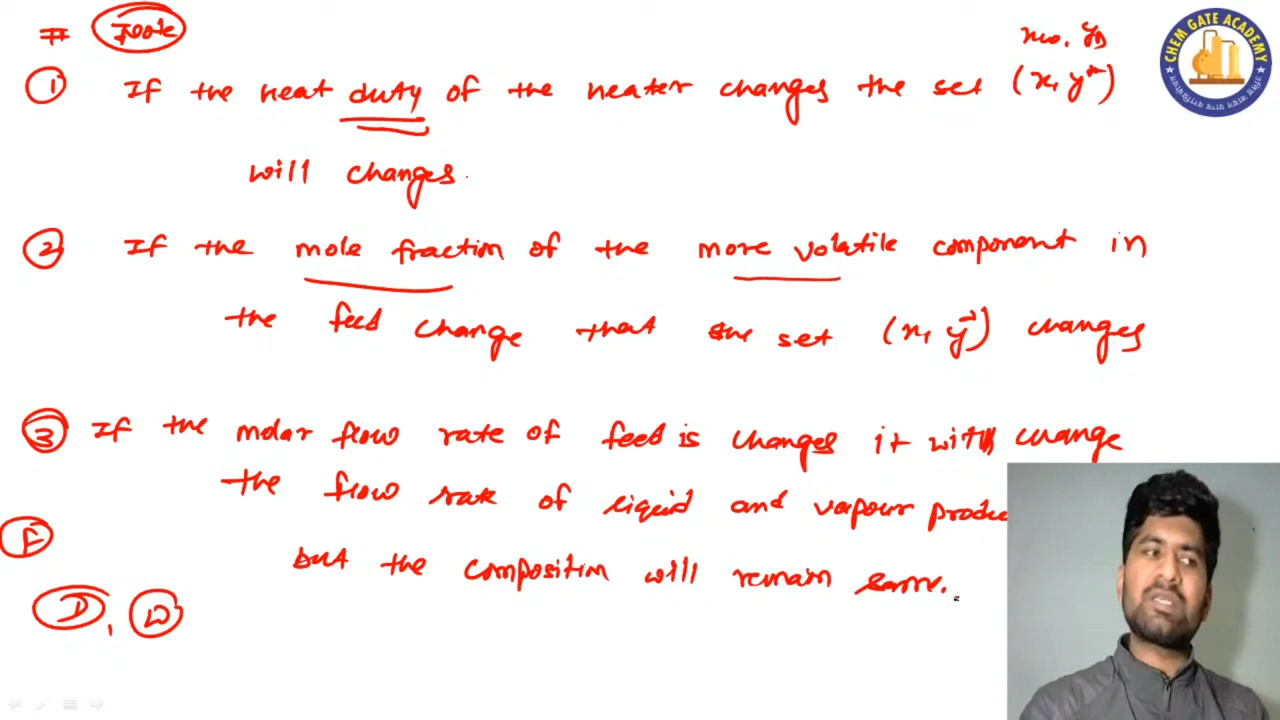 # Note
xw, yD
① If the heat duty of the heater changes the set (x, y*)
will changes.
② If the mole fraction of the more volatile component in
the feed change that the set (x, y*) changes
③ If the molar flow rate of feed is changes it will change
the flow rate of liquid and vapour produc
F
but the composition will remain same.
D, W
CHEM GATE ACADEMY